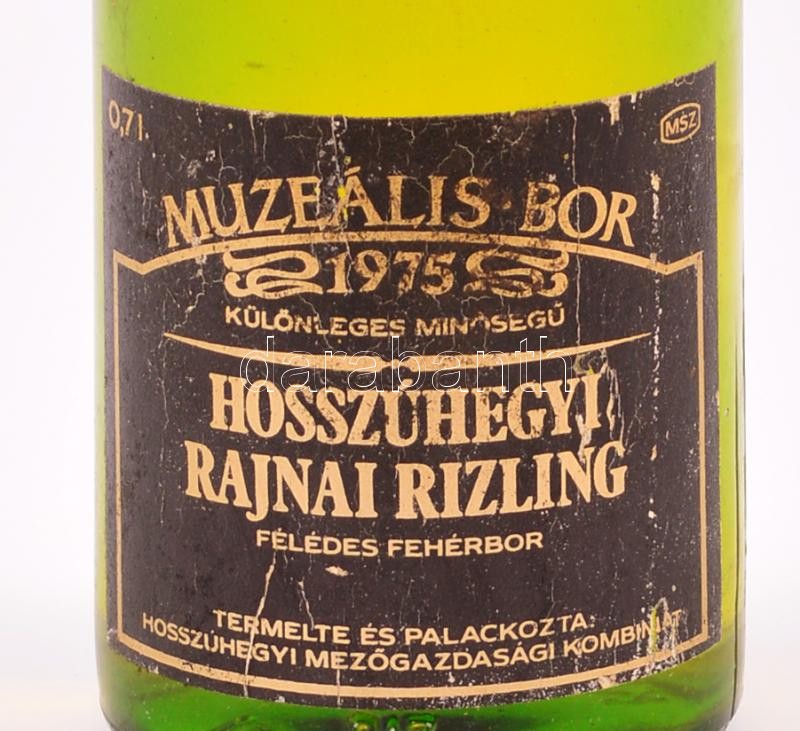 0,7 l.
MSZ
MUZEÁLIS·BOR
1975
KÜLÖNLEGES MINŐSÉGŰ
darabanth
HOSSZÚHEGYI
RAJNAI RIZLING
FÉLÉDES FEHÉRBOR
TERMELTE ÉS PALACKOZTA:
HOSSZÚHEGYI MEZŐGAZDASÁGI KOMBINÁT